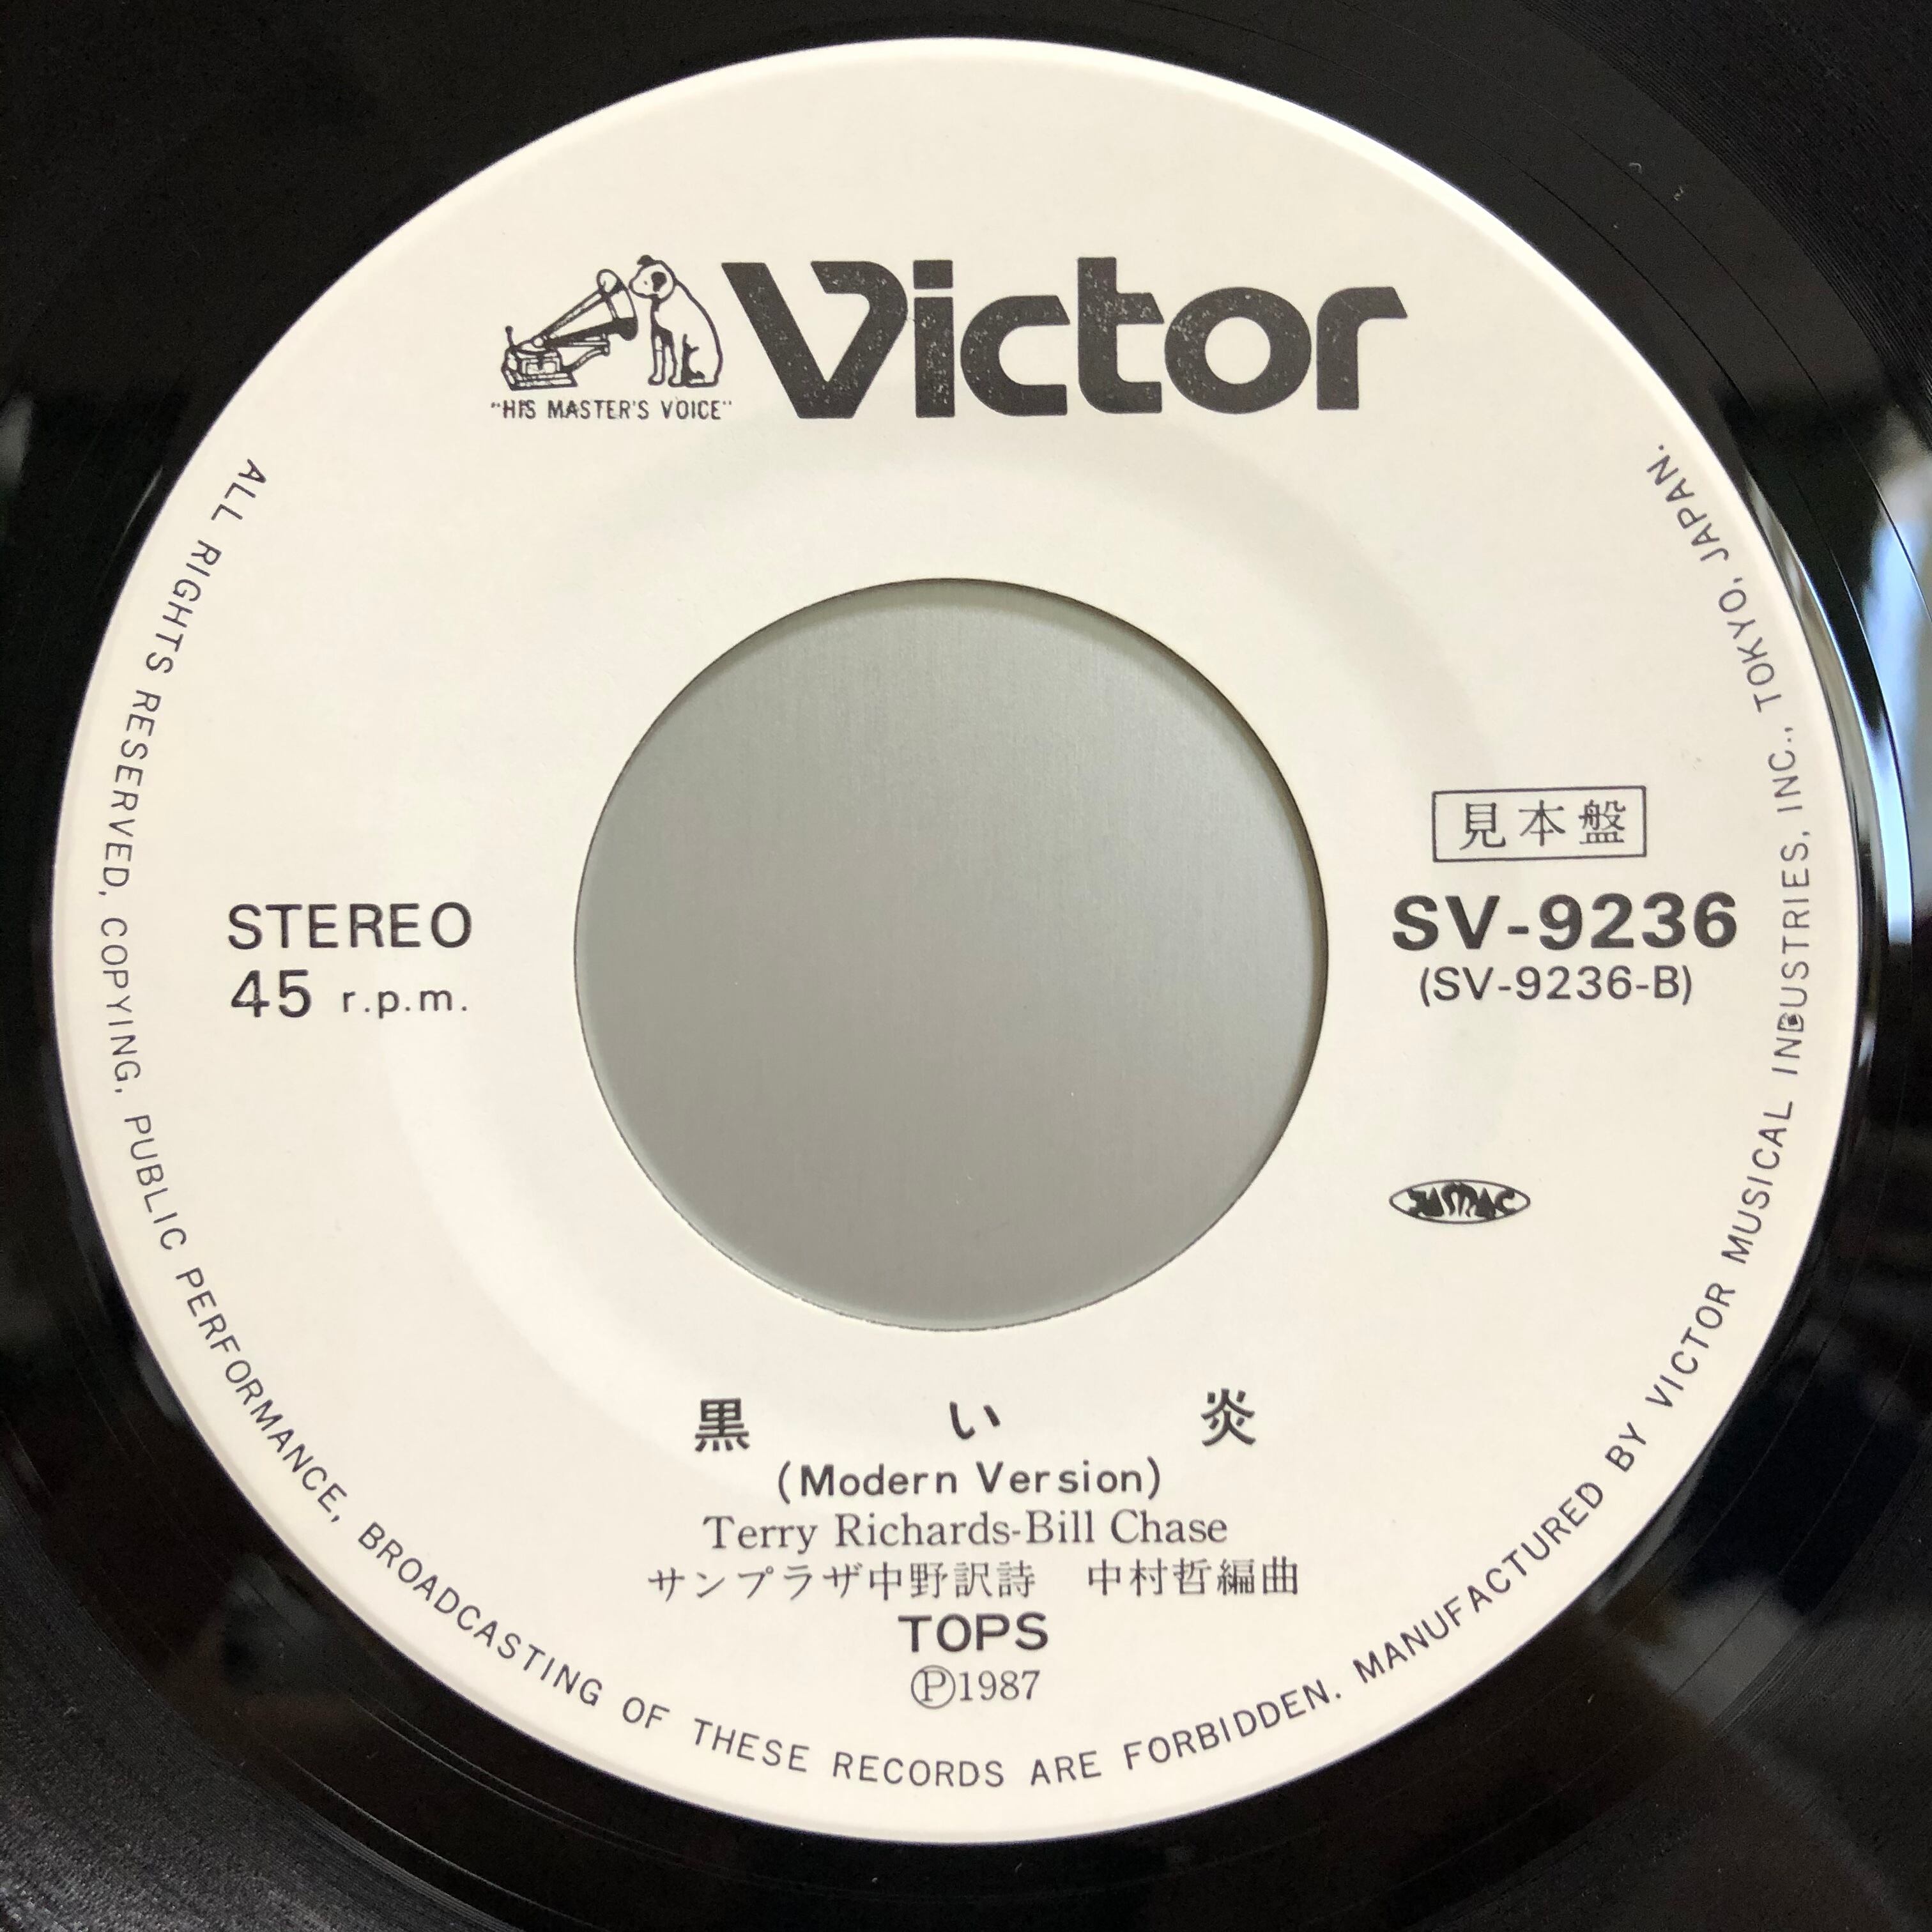 Victor
"HIS MASTER'S VOICE"
見本盤
STEREO
45 r.p.m.
SV-9236
(SV-9236-B)
JASRAC
黒い炎
(Modern Version)
Terry Richards-Bill Chase
サンプラザ中野訳詩 中村哲編曲
TOPS
Ⓟ1987
ALL RIGHTS RESERVED, COPYING, PUBLIC PERFORMANCE, BROADCASTING OF THESE RECORDS ARE FORBIDDEN. MANUFACTURED BY VICTOR MUSICAL INDUSTRIES, INC., TOKYO, JAPAN.